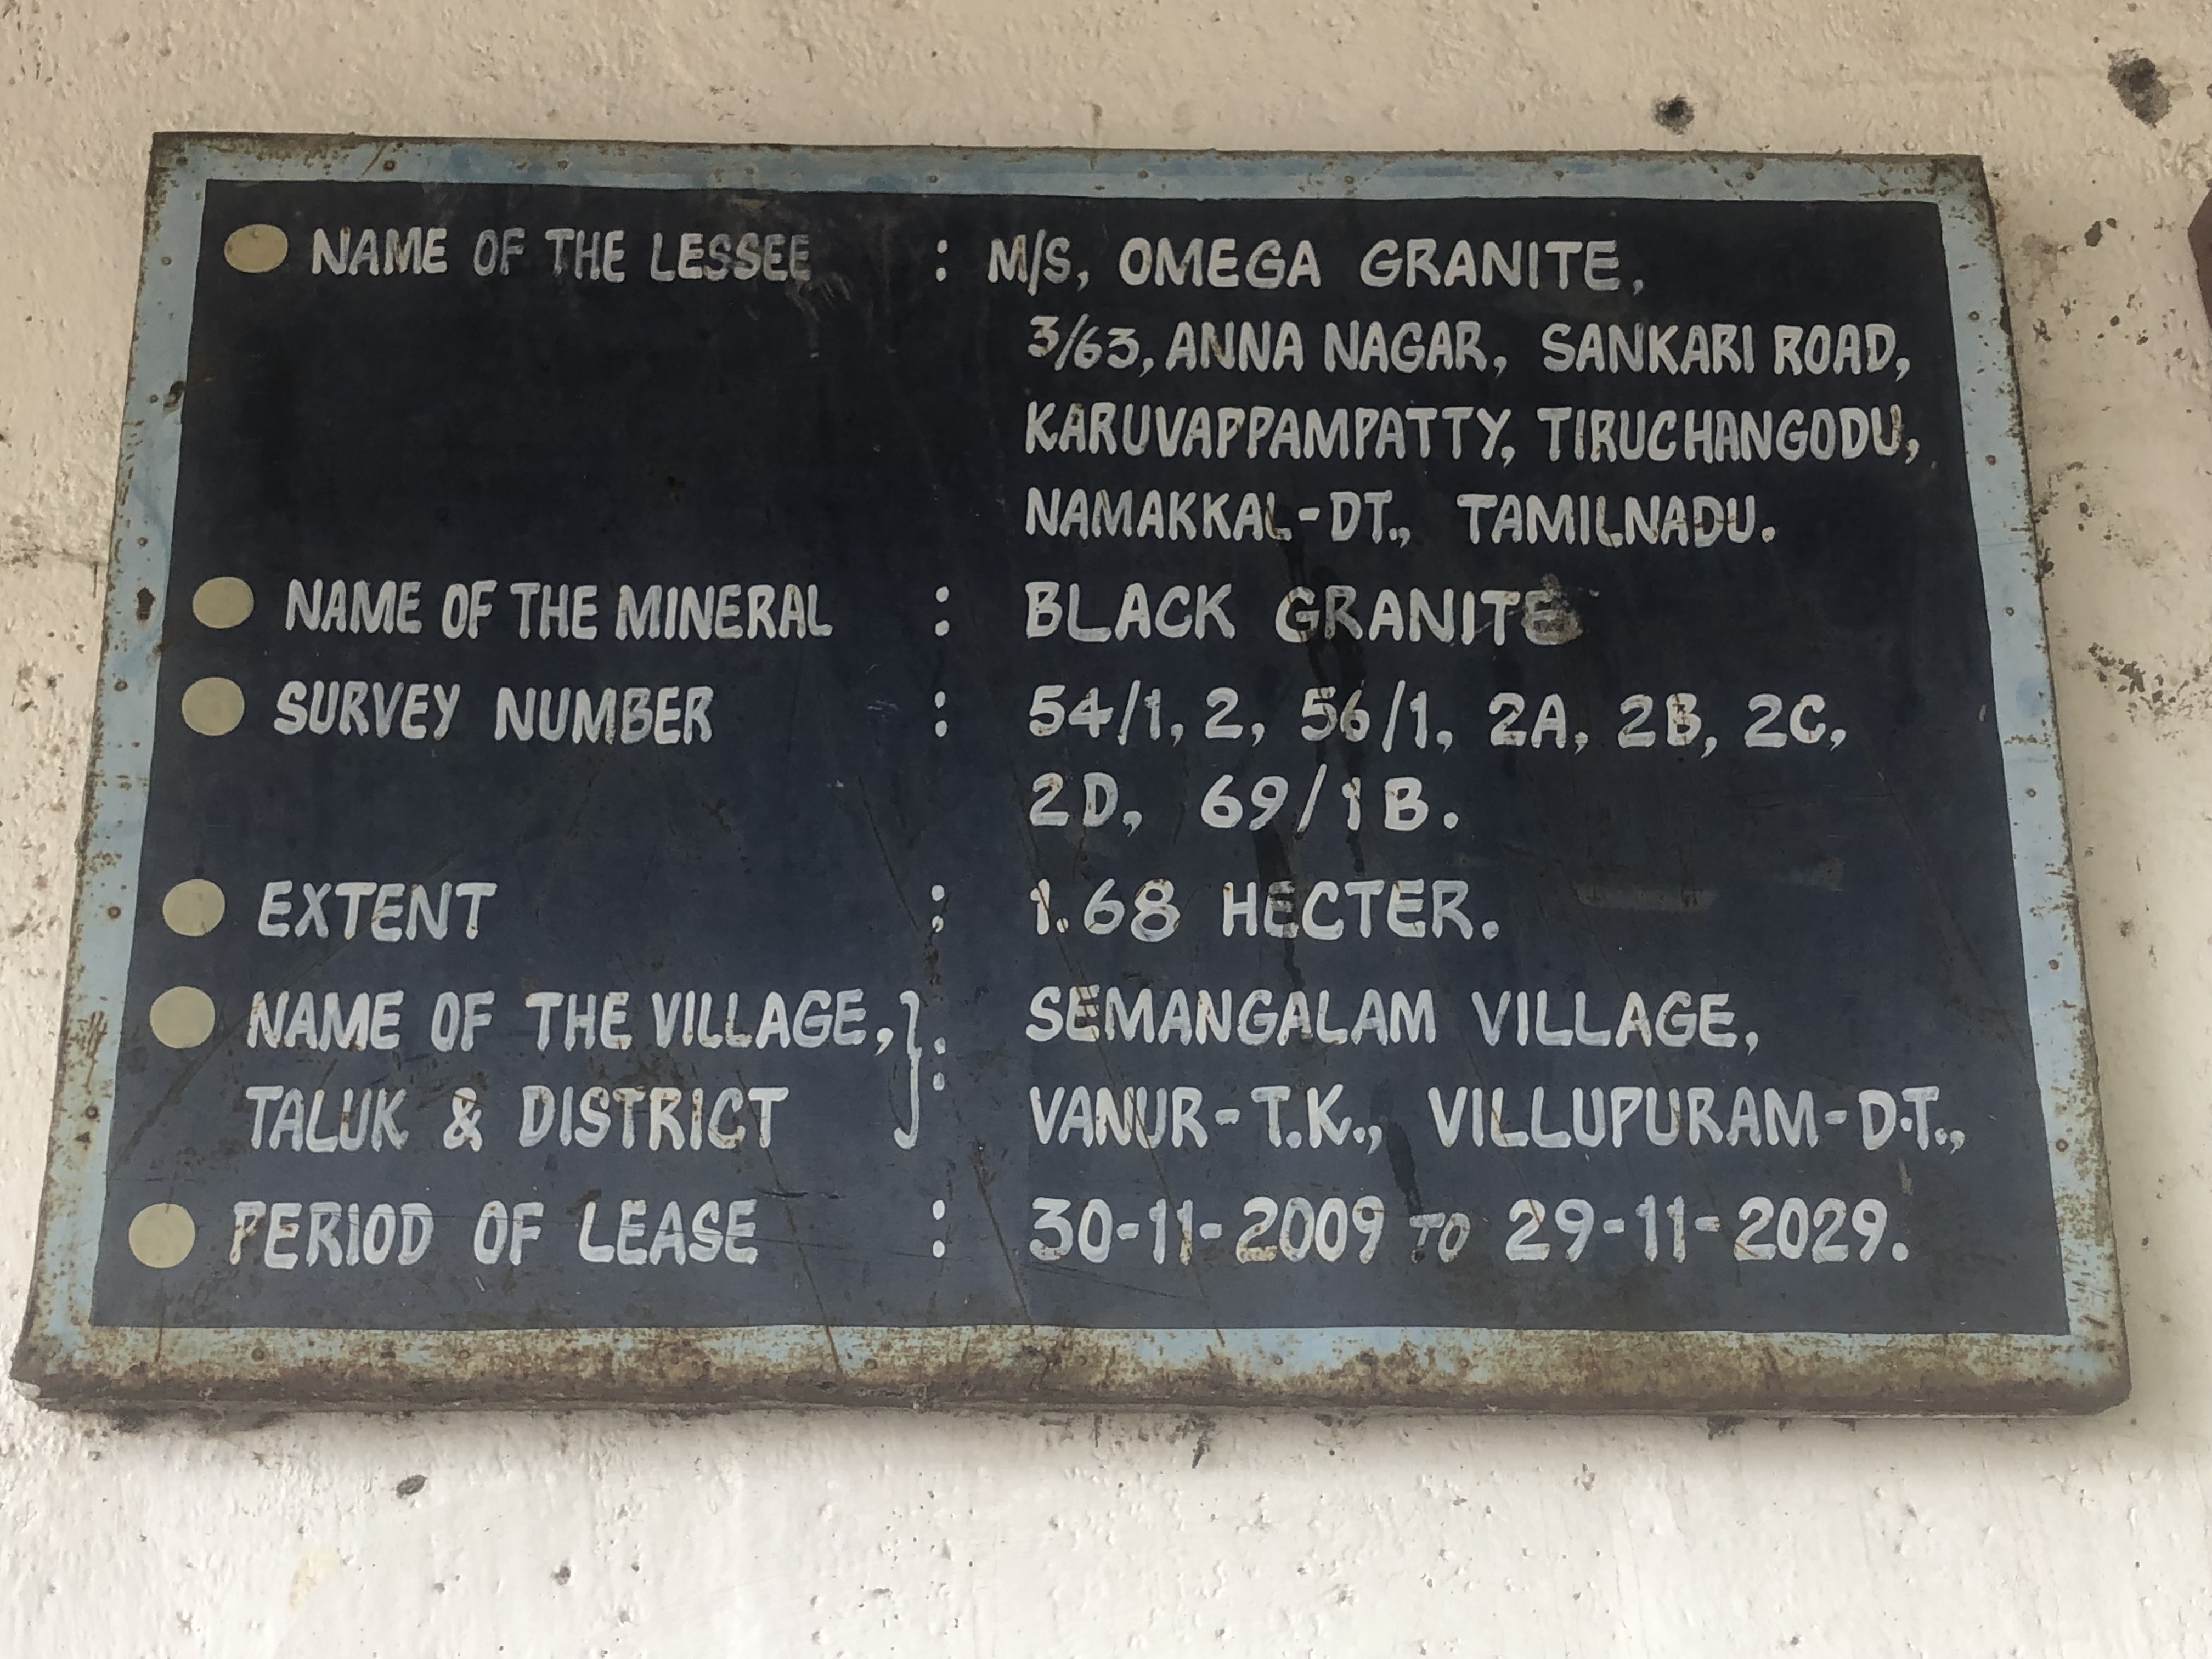 NAME OF THE LESSEE : M/S, OMEGA GRANITE,
3/63, ANNA NAGAR, SANKARI ROAD,
KARUVAPPAMPATTY, TIRUCHANGODU,
NAMAKKAL-DT., TAMILNADU.
NAME OF THE MINERAL : BLACK GRANITE
SURVEY NUMBER : 54/1, 2, 56/1, 2A, 2B, 2C,
2D, 69/1B.
EXTENT : 1.68 HECTER.
NAME OF THE VILLAGE, }: SEMANGALAM VILLAGE,
TALUK & DISTRICT VANUR-T.K., VILLUPURAM-D.T.,
PERIOD OF LEASE : 30-11-2009 TO 29-11-2029.